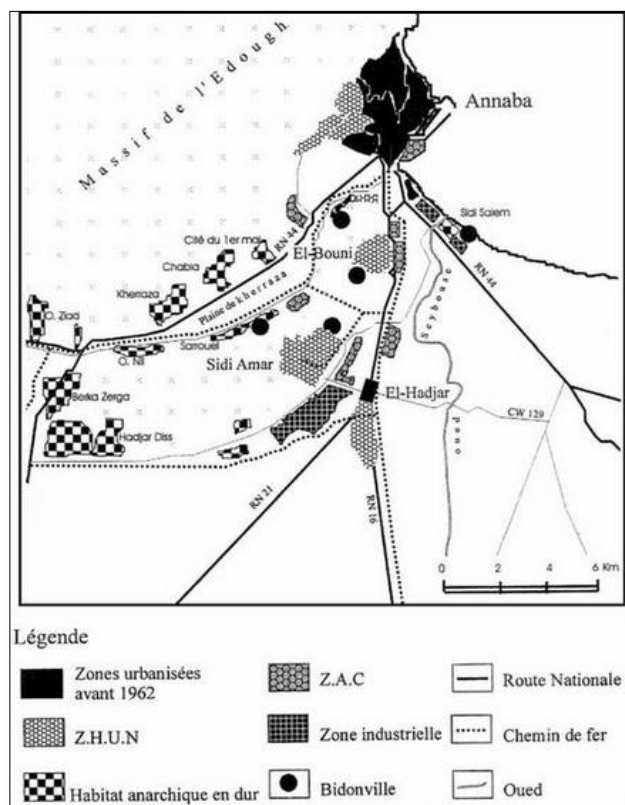 Massif de l'Edough
Annaba
Sidi Salem
RN 44
El-Bouni
Cité du 1er mai
Chabia
Kherraza
Plaine de kherraza
RN 44
O. Ziad
Seybouse
Sarrouel
O. Nil
Sidi Amar
El-Hadjar
Berka Zerga
CW 129
Hadjar Diss
RN 21
RN 16
0 2 4 6 Km
Légende
Zones urbanisées
avant 1962
Z.A.C
Route Nationale
Z.H.U.N
Zone industrielle
Chemin de fer
Habitat anarchique en dur
Bidonville
Oued